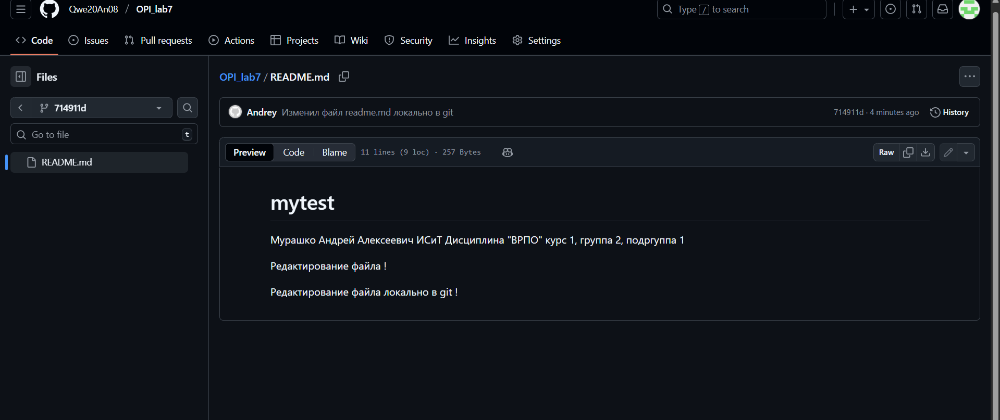 Qwe20An08 / OPI_lab7
Type / to search
Code Issues Pull requests Actions Projects Wiki Security Insights Settings
Files
714911d
Go to file t
README.md
OPI_lab7 / README.md
Andrey Изменил файл readme.md локально в git 714911d · 4 minutes ago History
Preview Code Blame 11 lines (9 loc) · 257 Bytes Raw
mytest
Мурашко Андрей Алексеевич ИСиТ Дисциплина "ВРПО" курс 1, группа 2, подргуппа 1
Редактирование файла !
Редактирование файла локально в git !